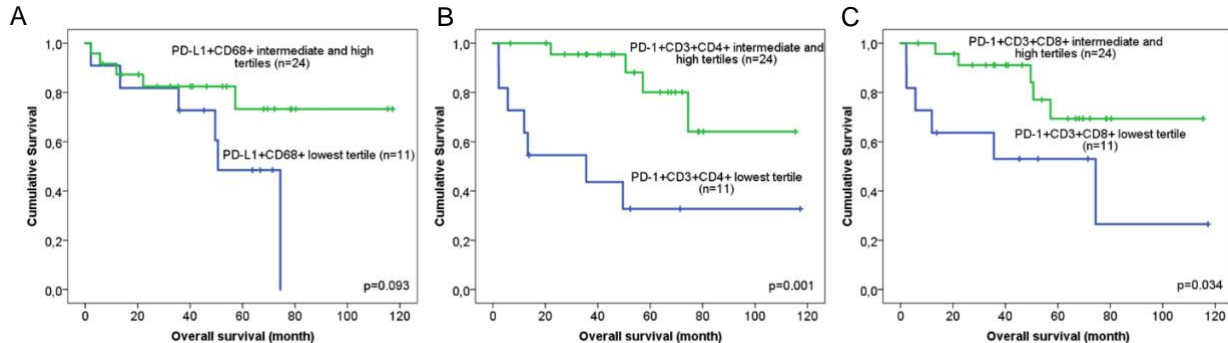 A
PD-L1+CD68+ intermediate and high
tertiles (n=24)
PD-L1+CD68+ lowest tertile (n=11)
p=0.093
Cumulative Survival
1,0
0,8
0,6
0,4
0,2
0,0
0 20 40 60 80 100 120
Overall survival (month)
B
PD-1+CD3+CD4+ intermediate and
high tertiles (n=24)
PD-1+CD3+CD4+ lowest tertile
(n=11)
p=0.001
Cumulative Survival
1,0
0,8
0,6
0,4
0,2
0,0
0 20 40 60 80 100 120
Overall survival (month)
C
PD-1+CD3+CD8+ intermediate and
high tertiles (n=24)
PD-1+CD3+CD8+ lowest tertile
(n=11)
p=0.034
Cumulative Survival
1,0
0,8
0,6
0,4
0,2
0,0
0 20 40 60 80 100 120
Overall survival (month)